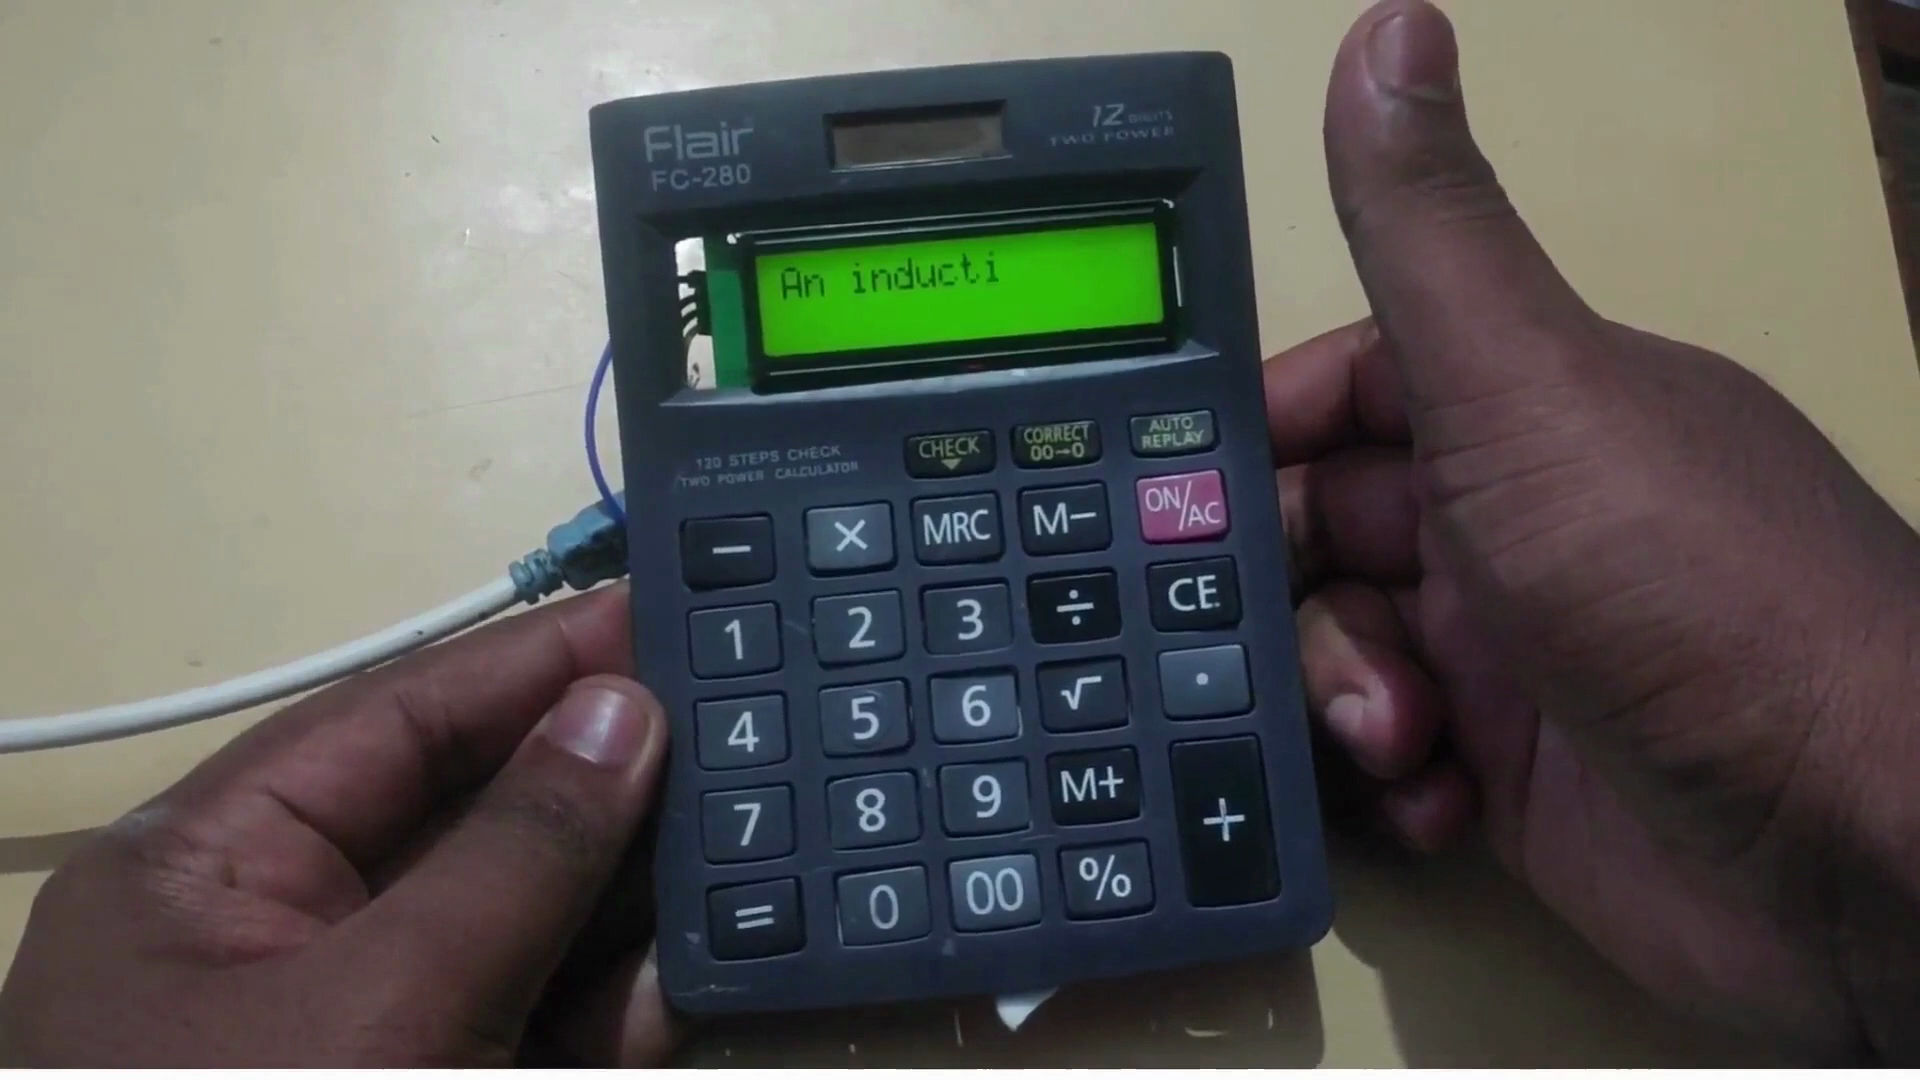 Flair
FC-280
12 DIGITS
TWO POWER
An inducti
120 STEPS CHECK
TWO POWER CALCULATOR
CHECK
CORRECT
00→0
AUTO
REPLAY
− × MRC M− ON/AC
1 2 3 ÷ CE
4 5 6 √ ·
7 8 9 M+ +
= 0 00 %